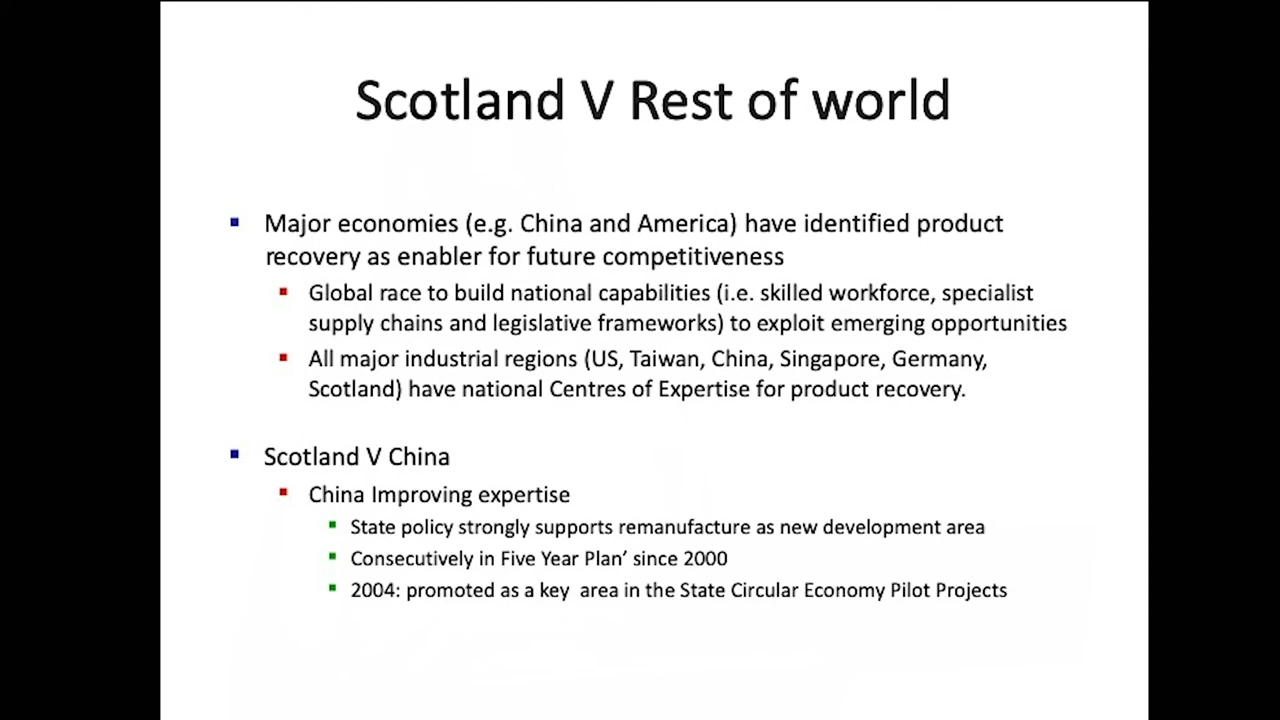 Scotland V Rest of world
Major economies (e.g. China and America) have identified product
recovery as enabler for future competitiveness
Global race to build national capabilities (i.e. skilled workforce, specialist
supply chains and legislative frameworks) to exploit emerging opportunities
All major industrial regions (US, Taiwan, China, Singapore, Germany,
Scotland) have national Centres of Expertise for product recovery.
Scotland V China
China Improving expertise
State policy strongly supports remanufacture as new development area
Consecutively in Five Year Plan’ since 2000
2004: promoted as a key  area in the State Circular Economy Pilot Projects